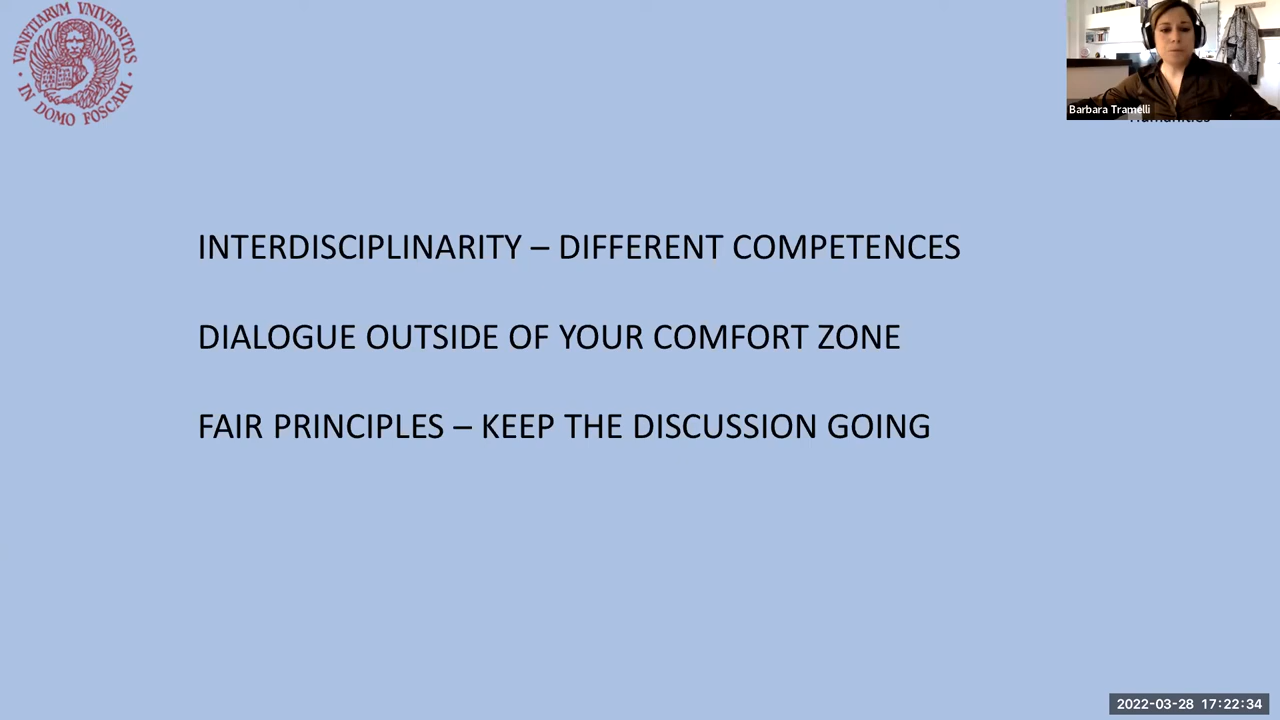 VENETIARVM VNIVERSITAS
IN DOMO FOSCARI
Barbara Tramelli
Humanities
INTERDISCIPLINARITY – DIFFERENT COMPETENCES
DIALOGUE OUTSIDE OF YOUR COMFORT ZONE
FAIR PRINCIPLES – KEEP THE DISCUSSION GOING
2022-03-28 17:22:34